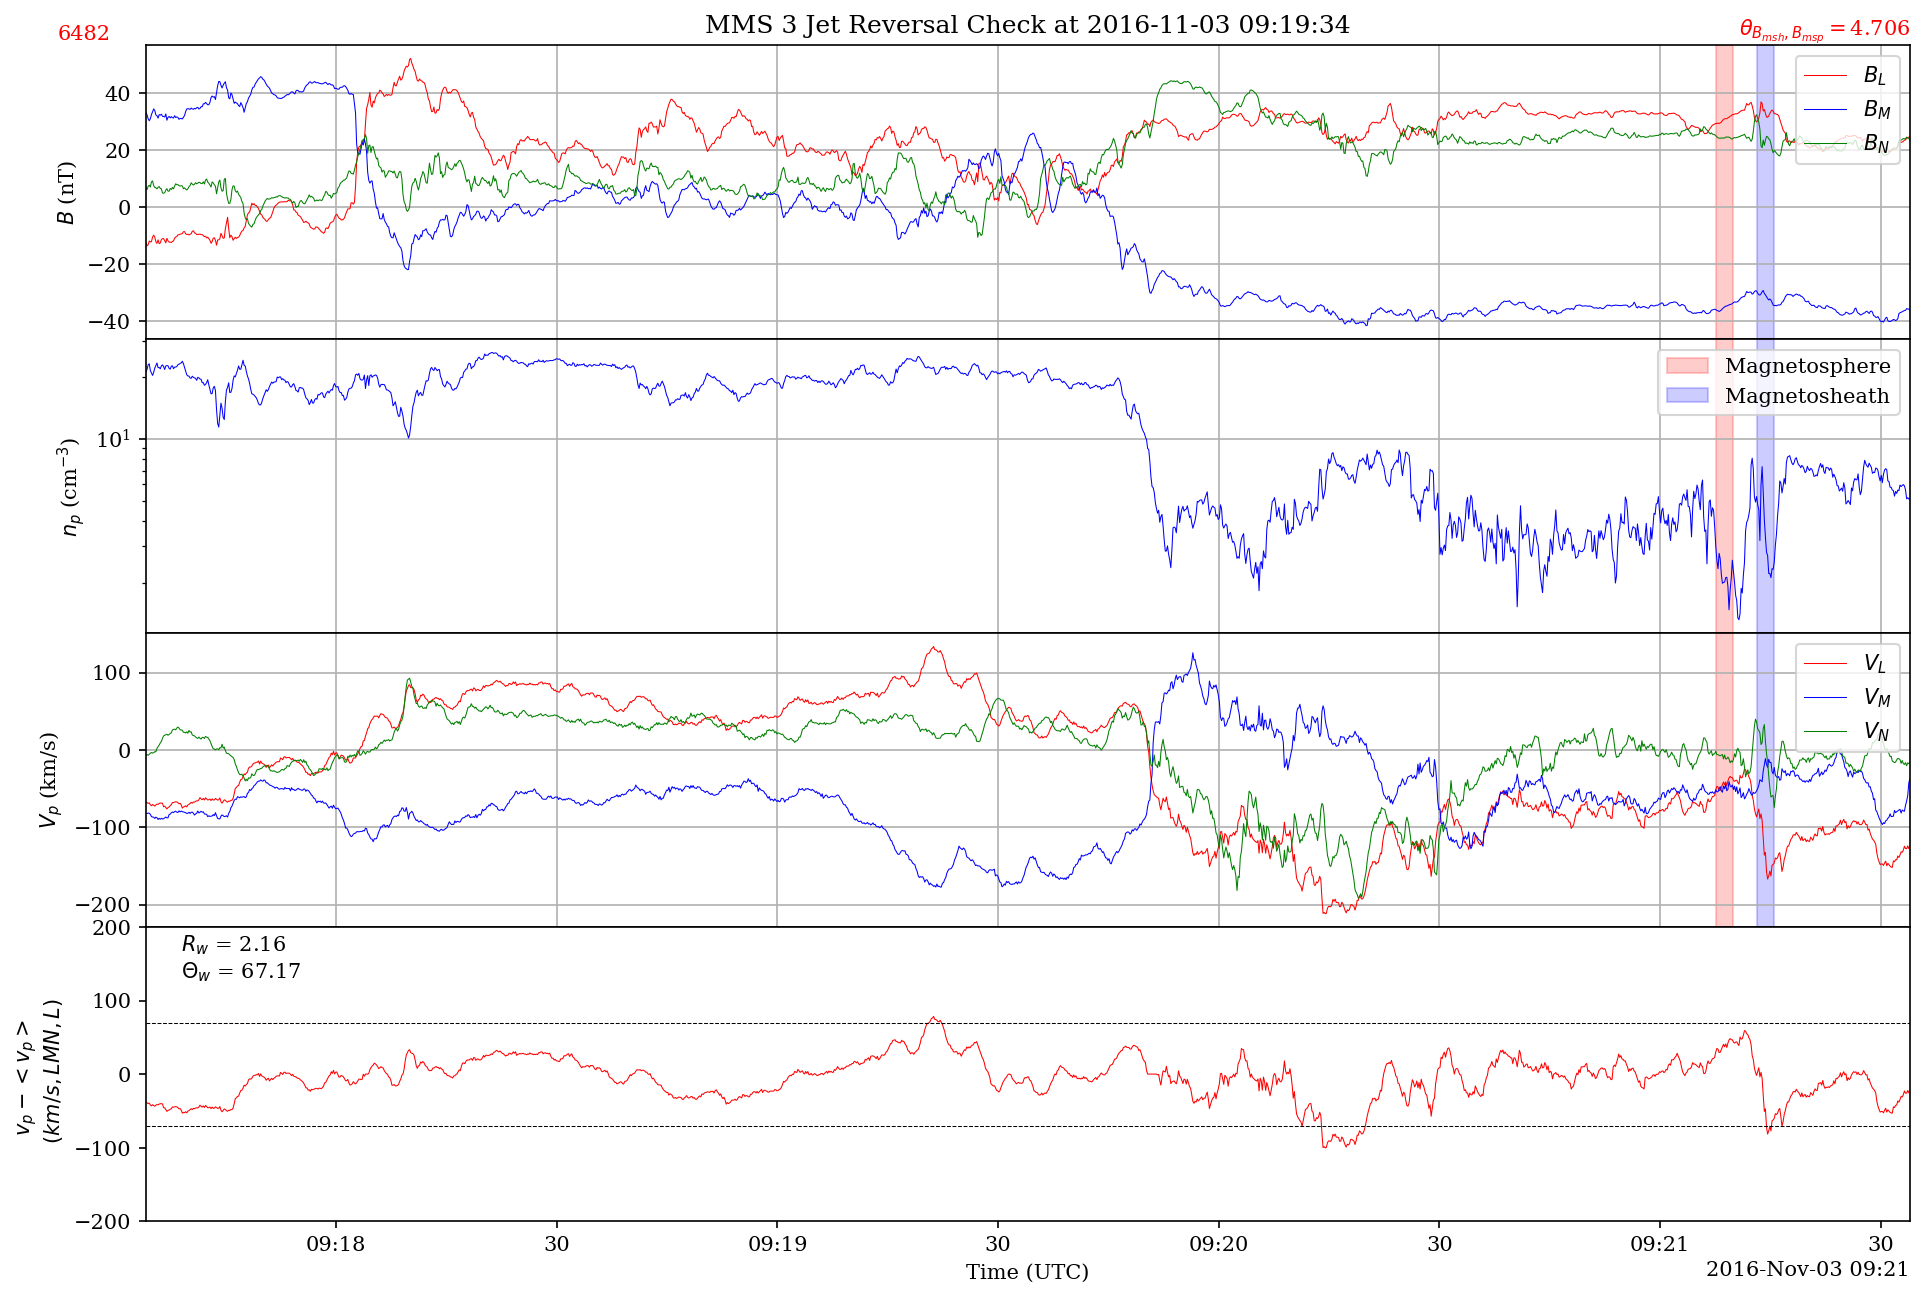 MMS 3 Jet Reversal Check at 2016-11-03 09:19:34
6482
θ_{B_{msh}, B_{msp}} = 4.706
B (nT)
40
20
0
−20
−40
B_L
B_M
B_N
n_p (cm^{−3})
10^1
Magnetosphere
Magnetosheath
V_p (km/s)
100
0
−100
−200
V_L
V_M
V_N
v_p − < v_p >
(km/s, LMN, L)
200
100
0
−100
−200
R_w = 2.16
Θ_w = 67.17
09:18 30 09:19 30 09:20 30 09:21 30
Time (UTC)
2016-Nov-03 09:21